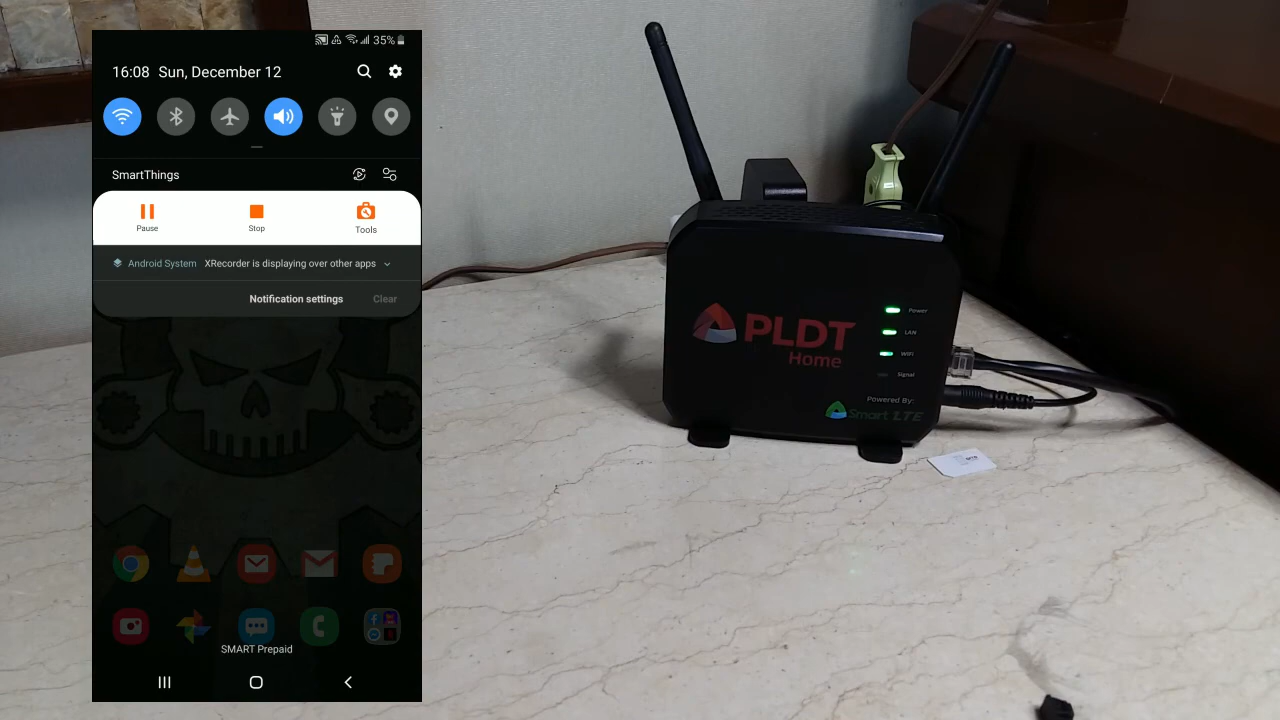 35%
16:08 Sun, December 12
SmartThings
Pause
Stop
Tools
Android System XRecorder is displaying over other apps
Notification settings
Clear
SMART Prepaid
PLDT
Home
Power
LAN
WiFi
Signal
Powered By:
Smart LTE